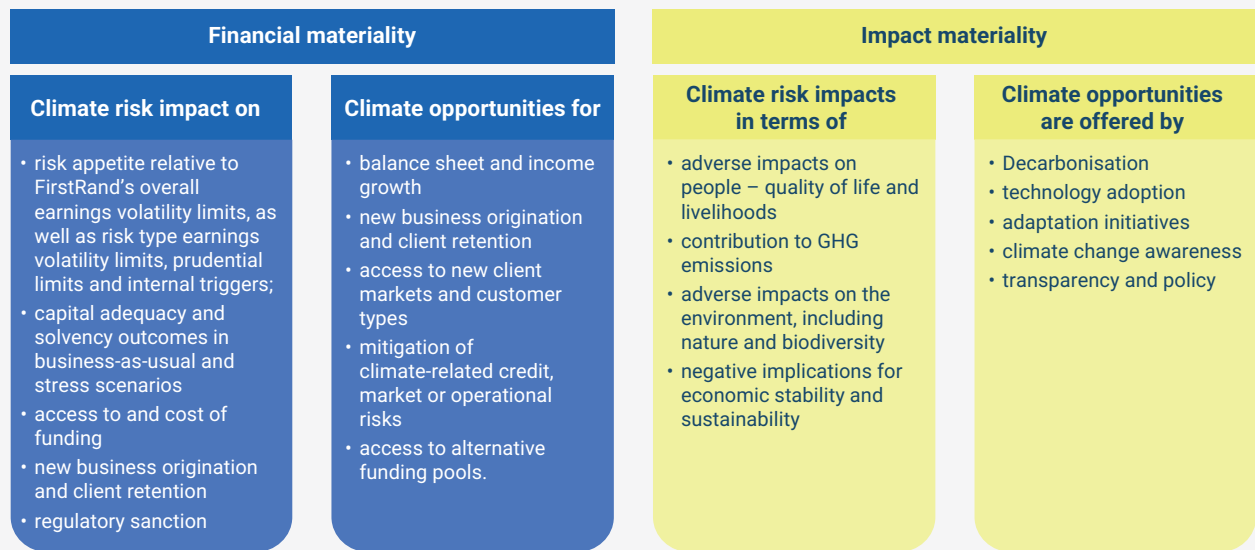 Financial materiality
Climate risk impact on
• risk appetite relative to
FirstRand’s overall
earnings volatility limits, as
well as risk type earnings
volatility limits, prudential
limits and internal triggers;
• capital adequacy and
solvency outcomes in
business-as-usual and
stress scenarios
• access to and cost of
funding
• new business origination
and client retention
• regulatory sanction
Climate opportunities for
• balance sheet and income
growth
• new business origination
and client retention
• access to new client
markets and customer
types
• mitigation of
climate-related credit,
market or operational
risks
• access to alternative
funding pools.
Impact materiality
Climate risk impacts
in terms of
• adverse impacts on
people – quality of life and
livelihoods
• contribution to GHG
emissions
• adverse impacts on the
environment, including
nature and biodiversity
• negative implications for
economic stability and
sustainability
Climate opportunities
are offered by
• Decarbonisation
• technology adoption
• adaptation initiatives
• climate change awareness
• transparency and policy